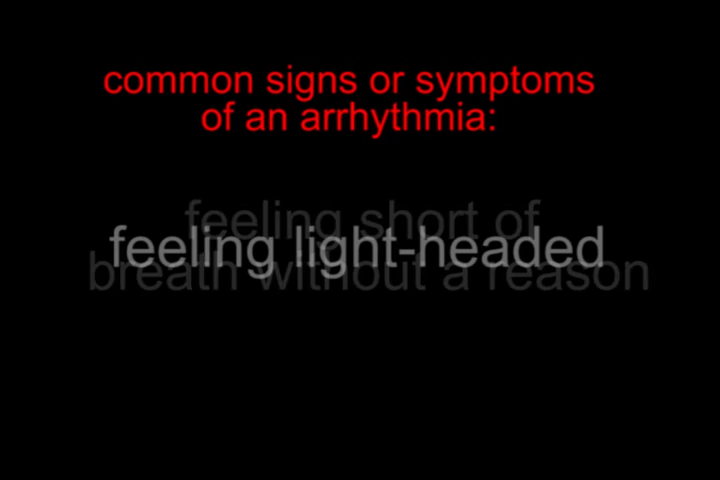 common signs or symptoms
of an arrhythmia:
feeling short of
feeling light-headed
breath without a reason